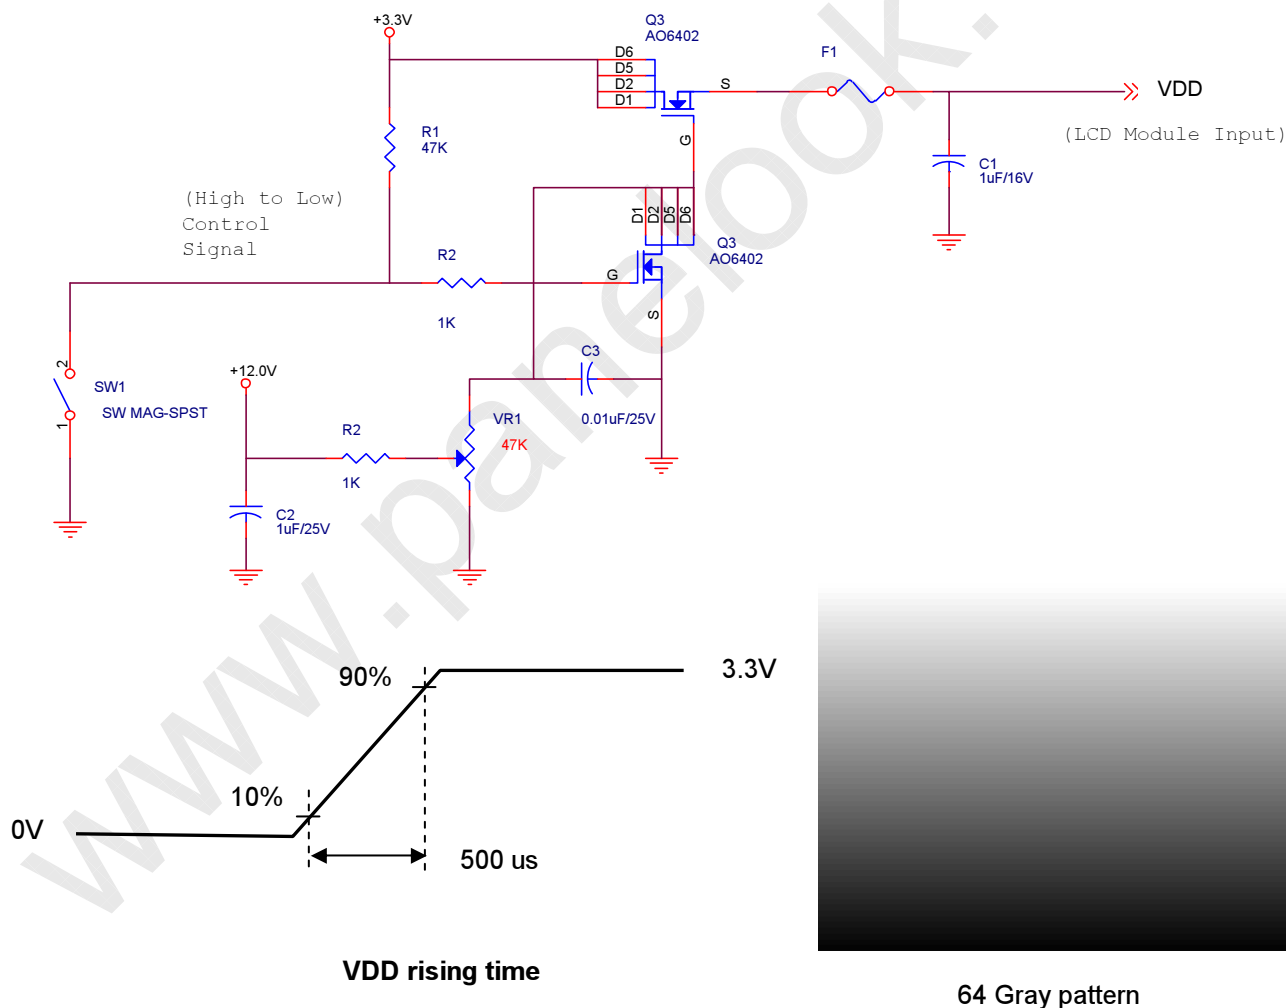 +3.3V
Q3
AO6402
D6
D5
D2
D1
S
G
F1
VDD
(LCD Module Input)
R1
47K
C1
1uF/16V
(High to Low)
Control
Signal
R2
1K
D1
D2
D5
D6
Q3
AO6402
G
S
2
1
SW1
SW MAG-SPST
+12.0V
C3
0.01uF/25V
VR1
47K
R2
1K
C2
1uF/25V
90%
3.3V
10%
0V
500 us
VDD rising time
64 Gray pattern
www.panelook.